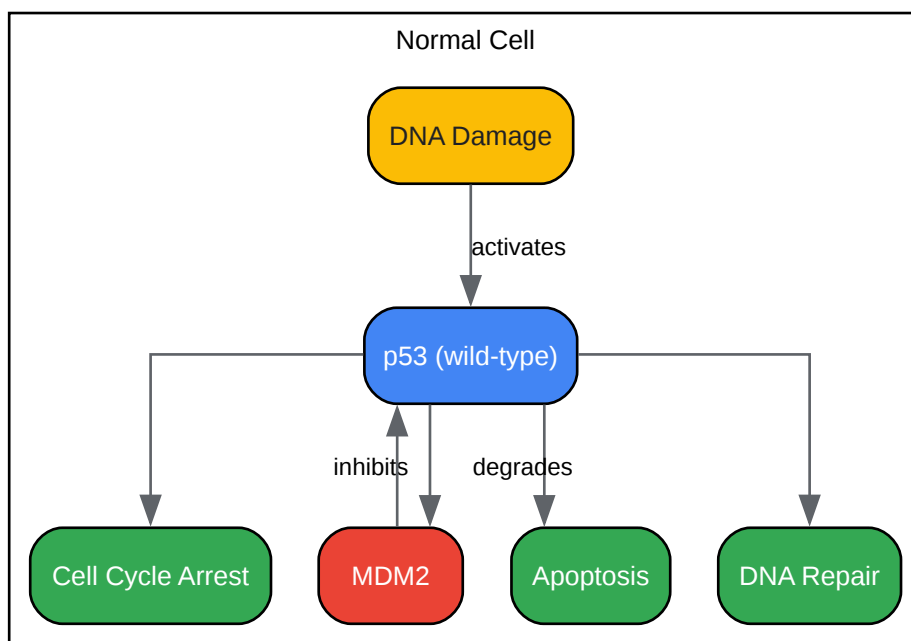 Normal Cell
DNA Damage
activates
p53 (wild-type)
inhibits
degrades
Cell Cycle Arrest
MDM2
Apoptosis
DNA Repair